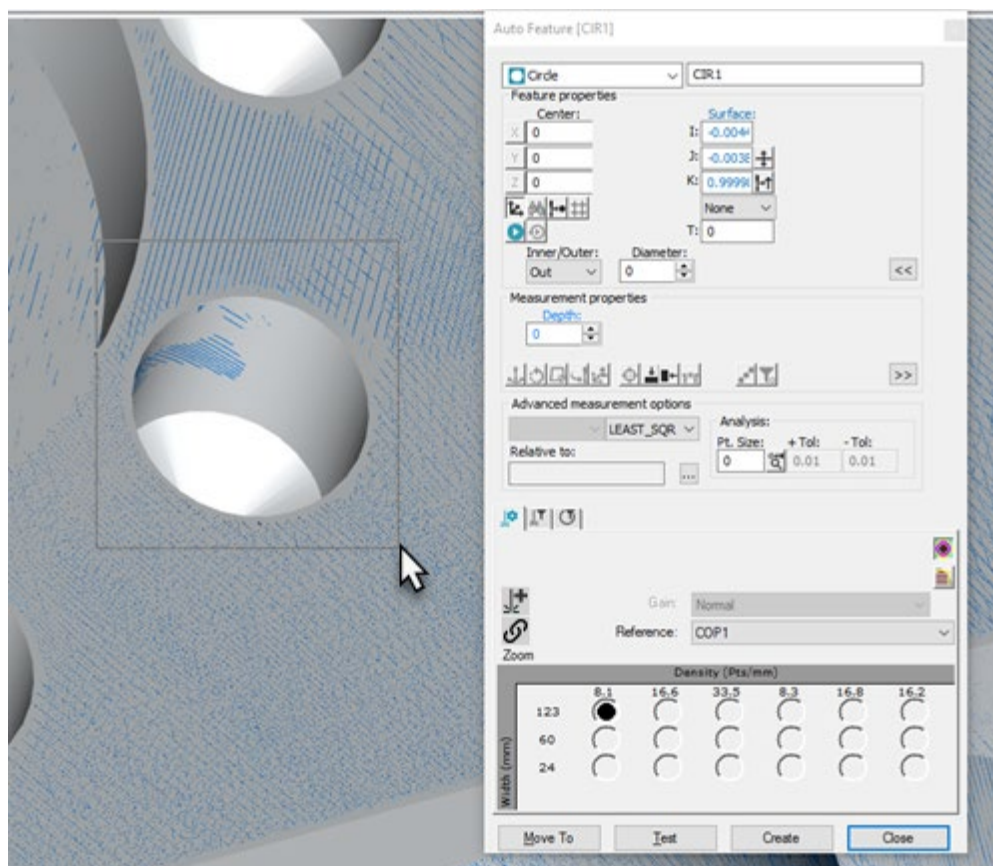 Auto Feature [CIR1]
Circle CIR1
Feature properties
Center: Surface:
X 0 I: -0.004
Y 0 J: -0.003
Z 0 K: 0.9999
None
T: 0
Inner/Outer: Diameter:
Out 0 <<
Measurement properties
Depth:
0
>>
Advanced measurement options
LEAST_SQR Analysis:
Pt. Size: + Tol: - Tol:
Relative to: 0 0.01 0.01
...
Gain: Normal
Reference: COP1
Zoom
Density (Pts/mm)
8.1 16.6 33.5 8.3 16.8 16.2
123
60
24
Width (mm)
Move To Test Create Close